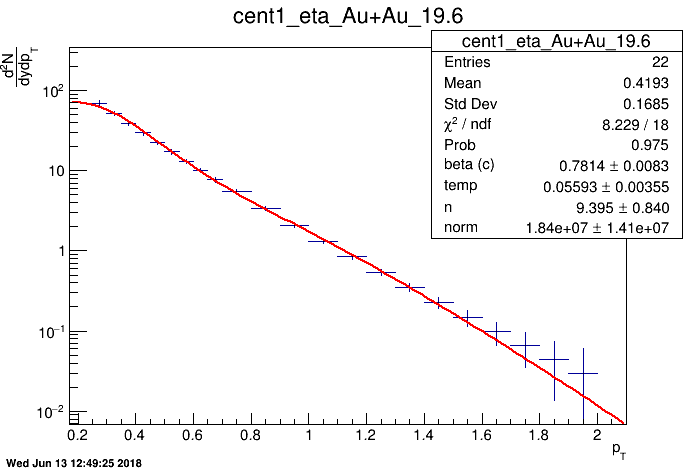 cent1_eta_Au+Au_19.6
d²N
dydp_T
cent1_eta_Au+Au_19.6
Entries 22
Mean 0.4193
Std Dev 0.1685
χ² / ndf 8.229 / 18
Prob 0.975
beta (c) 0.7814 ± 0.0083
temp 0.05593 ± 0.00355
n 9.395 ± 0.840
norm 1.84e+07 ± 1.41e+07
10²
10
1
10⁻¹
10⁻²
0.2 0.4 0.6 0.8 1 1.2 1.4 1.6 1.8 2
p_T
Wed Jun 13 12:49:25 2018